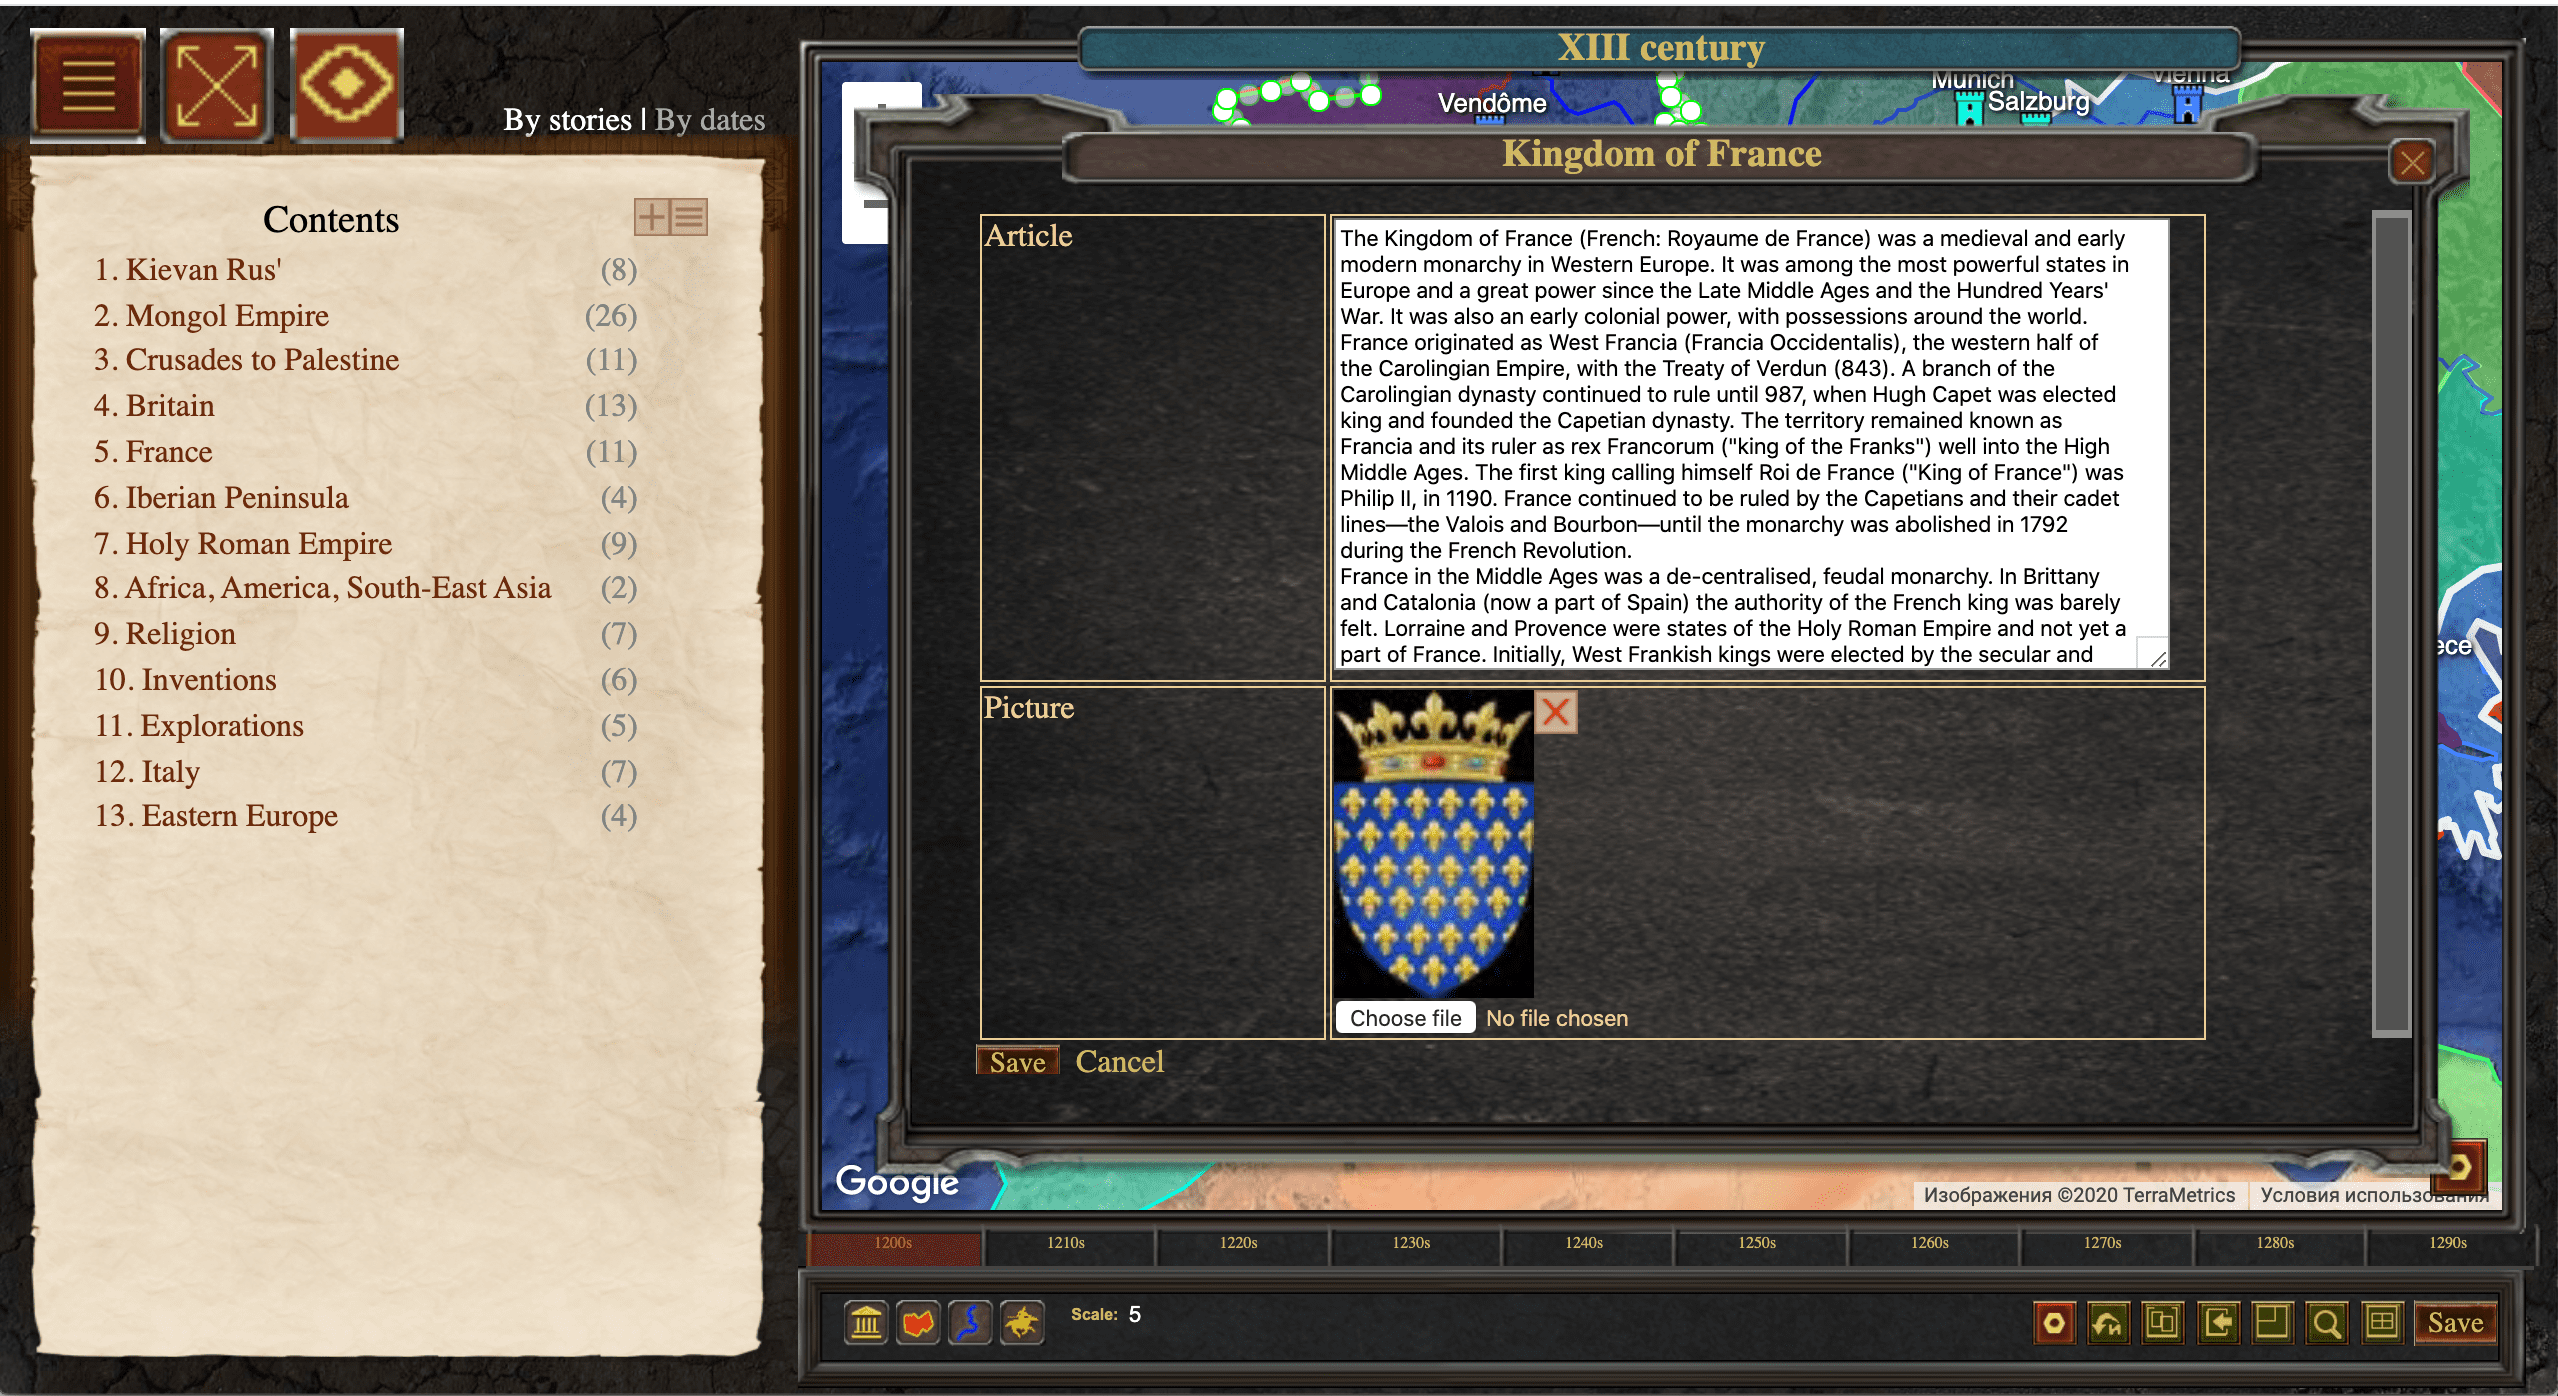 XIII century
By stories | By dates
Contents
1. Kievan Rus' (8)
2. Mongol Empire (26)
3. Crusades to Palestine (11)
4. Britain (13)
5. France (11)
6. Iberian Peninsula (4)
7. Holy Roman Empire (9)
8. Africa, America, South-East Asia (2)
9. Religion (7)
10. Inventions (6)
11. Explorations (5)
12. Italy (7)
13. Eastern Europe (4)
Vendôme
Munich
Salzburg
Vienna
Kingdom of France
Article
The Kingdom of France (French: Royaume de France) was a medieval and early
modern monarchy in Western Europe. It was among the most powerful states in
Europe and a great power since the Late Middle Ages and the Hundred Years'
War. It was also an early colonial power, with possessions around the world.
France originated as West Francia (Francia Occidentalis), the western half of
the Carolingian Empire, with the Treaty of Verdun (843). A branch of the
Carolingian dynasty continued to rule until 987, when Hugh Capet was elected
king and founded the Capetian dynasty. The territory remained known as
Francia and its ruler as rex Francorum ("king of the Franks") well into the High
Middle Ages. The first king calling himself Roi de France ("King of France") was
Philip II, in 1190. France continued to be ruled by the Capetians and their cadet
lines—the Valois and Bourbon—until the monarchy was abolished in 1792
during the French Revolution.
France in the Middle Ages was a de-centralised, feudal monarchy. In Brittany
and Catalonia (now a part of Spain) the authority of the French king was barely
felt. Lorraine and Provence were states of the Holy Roman Empire and not yet a
part of France. Initially, West Frankish kings were elected by the secular and
ece
Picture
Choose file No file chosen
Save Cancel
Google
Изображения ©2020 TerraMetrics Условия использования
1200s 1210s 1220s 1230s 1240s 1250s 1260s 1270s 1280s 1290s
Scale: 5
Save